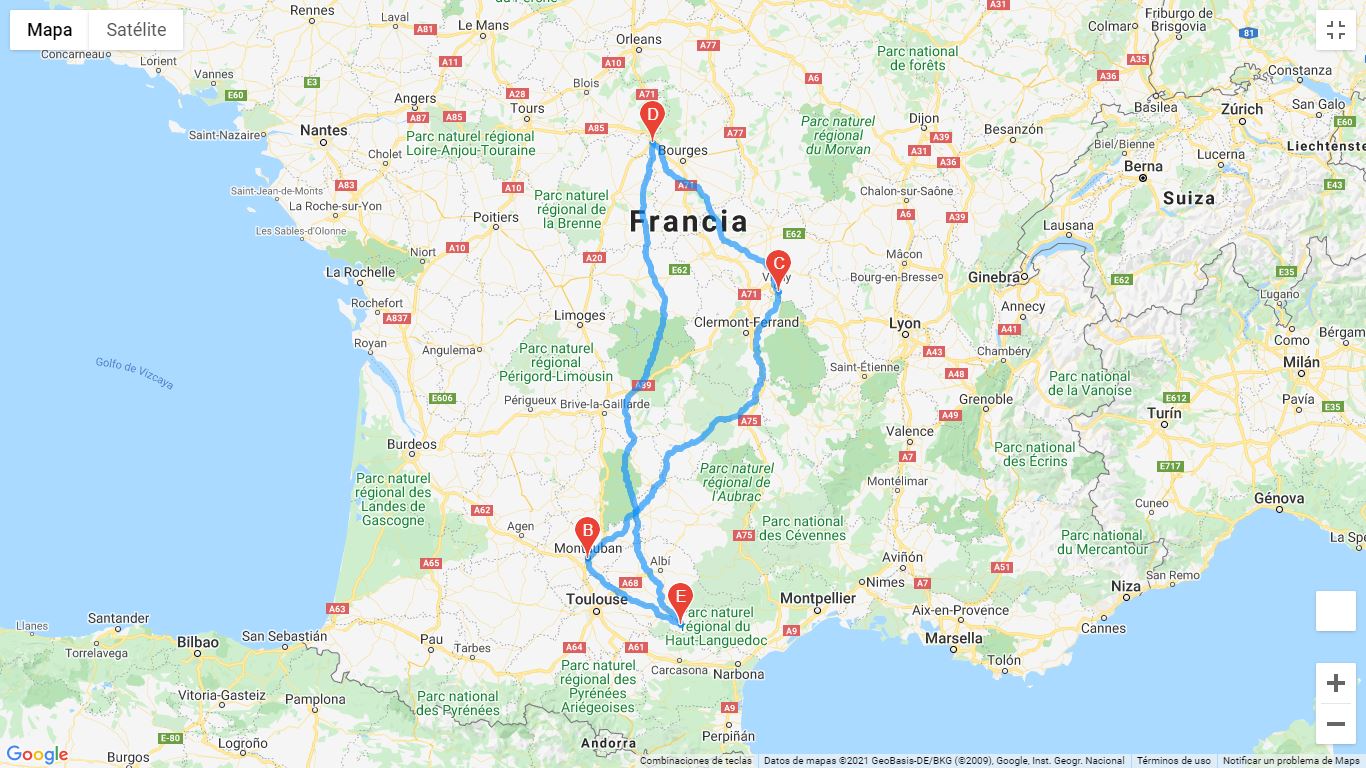 Mapa
Satélite
Rennes
Laval
Le Mans
A81
A11
Concarneau
Lorient
Vannes
E60
E3
Orleans
A77
A10
Blois
A71
A6
A31
Parc national
de forêts
Colmar
Friburgo de
Brisgovia
81
A35
A36
Constanza
Basilea
Zúrich
San Galo
E60
Angers
A28
Tours
A87
A85
A85
Saint-Nazaire
Nantes
Parc naturel régional
Loire-Anjou-Touraine
Cholet
D
A77
Bourges
Parc naturel
régional
du Morvan
Dijon
A39
A31
A36
Besanzón
Biel/Bienne
Lucerna
Liechtenste
Berna
Suiza
E43
Saint-Jean-de-Monts
A83
La Roche-sur-Yon
Les Sables-d'Olonne
A10
Poitiers
Parc naturel
régional de
la Brenne
A71
Francia
Chalon-sur-Saône
A6
A39
Lausana
E62
Niort
A10
A20
E62
C
Vichy
Mâcon
Bourg-en-Bresse
Ginebra
E62
E35
Lugano
La Rochelle
Rochefort
A837
Royan
Limoges
A71
Clermont-Ferrand
Annecy
Lyon
A41
Como
Bérgam
Angulema
Parc naturel
régional
Périgord-Limousin
A43
Chambéry
Milán
Golfo de Vizcaya
Saint-Étienne
A48
Parc national
de la Vanoise
E612
Pavía
E35
E606
Périgueux
A89
Brive-la-Gaillarde
A75
A49
Grenoble
Turín
Burdeos
Valence
A7
Parc national
des Écrins
E717
Parc naturel
régional des
Landes de
Gascogne
Parc naturel
régional de
l'Aubrac
Montélimar
Cuneo
Génova
A62
Agen
B
Montauban
A75
Parc national
des Cévennes
Parc national
du Mercantour
La Spe
A65
Albí
Aviñón
A51
Niza
San Remo
A68
E
Nimes
A7
A63
Toulouse
Parc naturel
régional du
Haut-Languedoc
Montpellier
Aix-en-Provence
Cannes
Santander
Llanes
Torrelavega
Bilbao
San Sebastián
Pau
Tarbes
A64
A61
A9
Marsella
Tolón
Carcasona
Narbona
Parc naturel
régional des
Pyrénées
Ariégeoises
Vitoria-Gasteiz
Pamplona
Parc national
des Pyrénées
A9
E-80
Logroño
Burgos
Andorra
Perpiñán
Google
Combinaciones de teclas
Datos de mapas ©2021 GeoBasis-DE/BKG (©2009), Google, Inst. Geogr. Nacional
Términos de uso
Notificar un problema de Maps